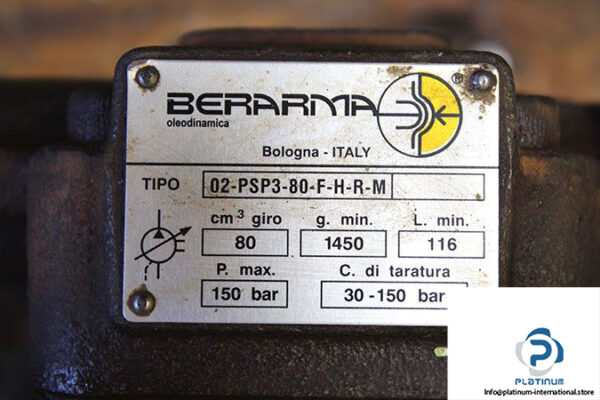 BERARMA ®
oleodinamica
Bologna - ITALY
TIPO 02-PSP3-80-F-H-R-M
cm³ giro g. min. L. min.
80 1450 116
P. max. C. di taratura
150 bar 30-150 bar
PLATINUM
Info@platinum-international.store